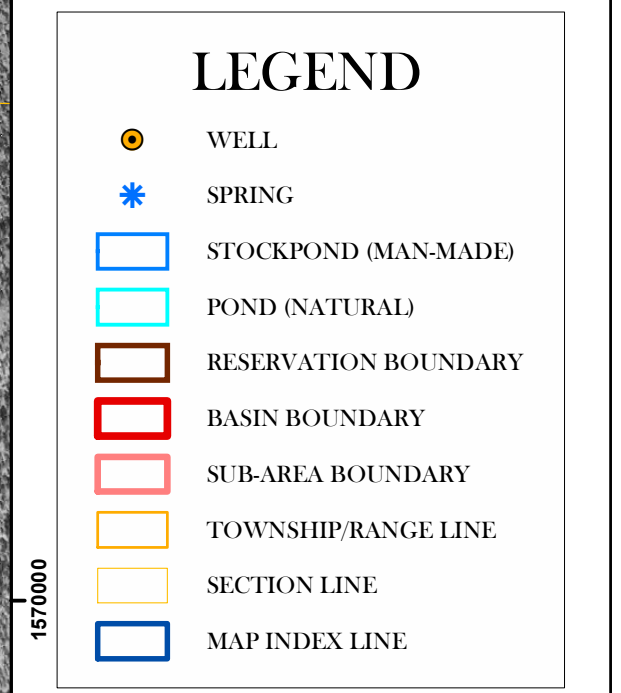 LEGEND
WELL
SPRING
STOCKPOND (MAN-MADE)
POND (NATURAL)
RESERVATION BOUNDARY
BASIN BOUNDARY
SUB-AREA BOUNDARY
TOWNSHIP/RANGE LINE
SECTION LINE
MAP INDEX LINE
1570000